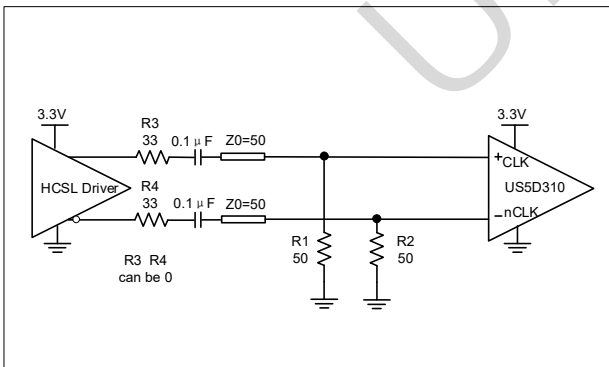 3.3V
3.3V
R3
33
0.1 μF
Z0=50
+CLK
HCSL Driver
US5D310
R4
33
0.1 μF
Z0=50
–nCLK
R1
50
R2
50
R3 R4
can be 0